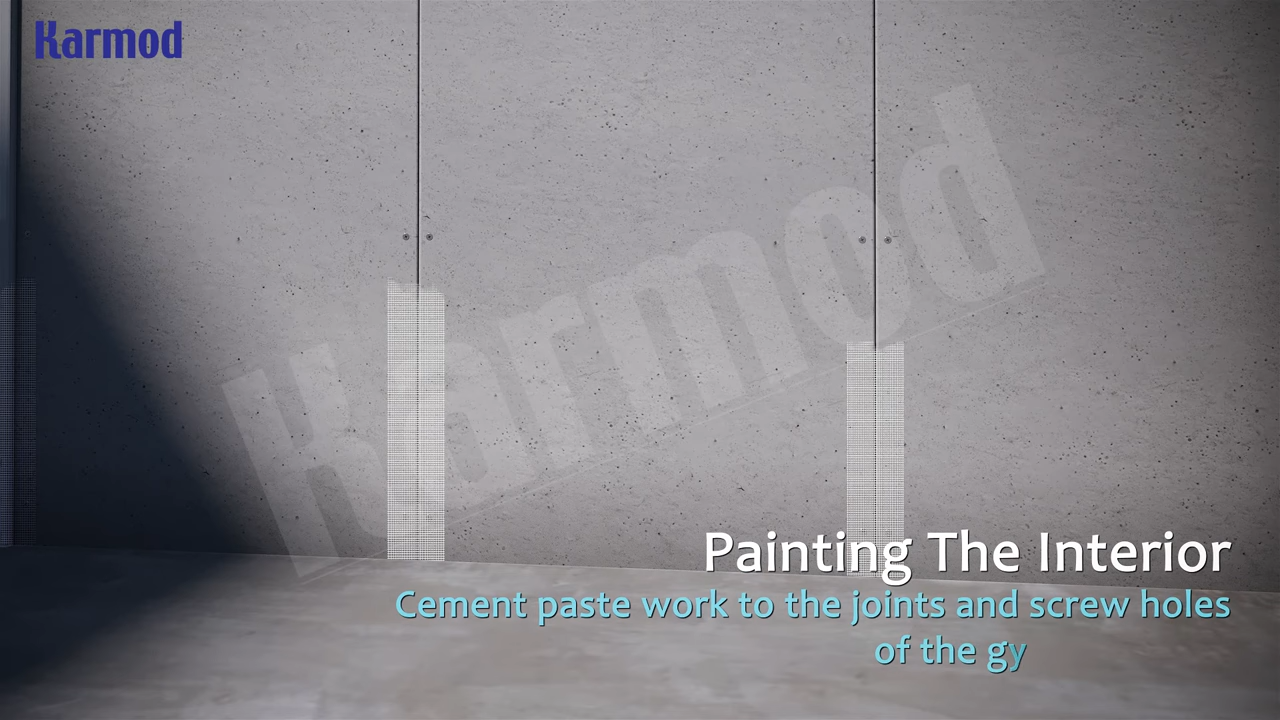 Karmod
Karmod
Painting The Interior
Cement paste work to the joints and screw holes
of the gy